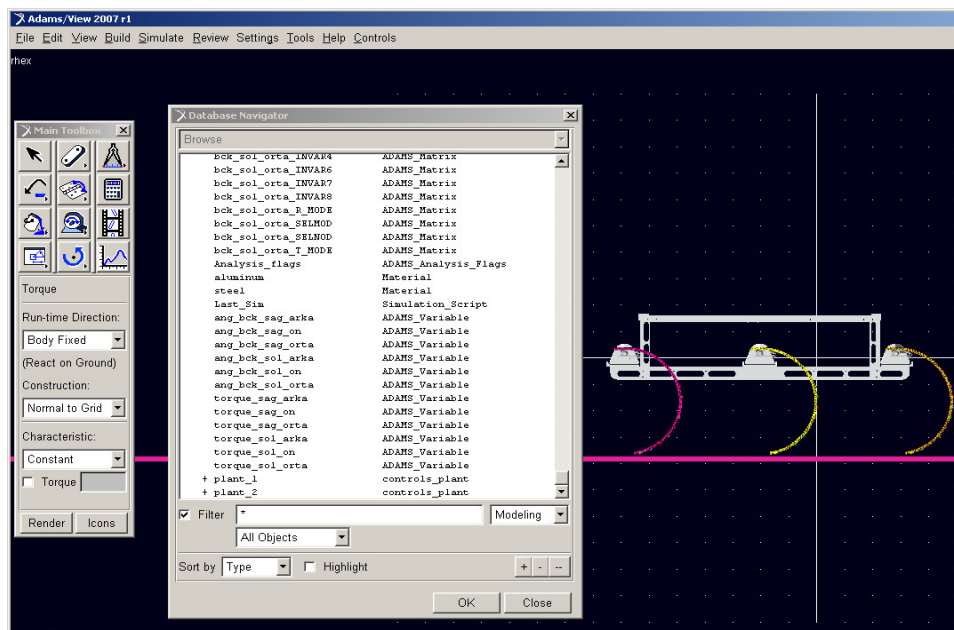 Adams/View 2007 r1
File Edit View Build Simulate Review Settings Tools Help Controls
rhex
Main Toolbox
Torque
Run-time Direction:
Body Fixed
(React on Ground)
Construction:
Normal to Grid
Characteristic:
Constant
Torque
Render Icons
Database Navigator
Browse
bck_sol_orta_INVAR4 ADAMS_Matrix
bck_sol_orta_INVAR6 ADAMS_Matrix
bck_sol_orta_INVAR7 ADAMS_Matrix
bck_sol_orta_INVAR8 ADAMS_Matrix
bck_sol_orta_R_MODE ADAMS_Matrix
bck_sol_orta_SELMOD ADAMS_Matrix
bck_sol_orta_SELNOD ADAMS_Matrix
bck_sol_orta_T_MODE ADAMS_Matrix
Analysis_flags ADAMS_Analysis_Flags
aluminum Material
steel Material
Last_Sim Simulation_Script
ang_bck_sag_arka ADAMS_Variable
ang_bck_sag_on ADAMS_Variable
ang_bck_sag_orta ADAMS_Variable
ang_bck_sol_arka ADAMS_Variable
ang_bck_sol_on ADAMS_Variable
ang_bck_sol_orta ADAMS_Variable
torque_sag_arka ADAMS_Variable
torque_sag_on ADAMS_Variable
torque_sag_orta ADAMS_Variable
torque_sol_arka ADAMS_Variable
torque_sol_on ADAMS_Variable
torque_sol_orta ADAMS_Variable
+ plant_1 controls_plant
+ plant_2 controls_plant
Filter * Modeling
All Objects
Sort by Type Highlight + - --
OK Close